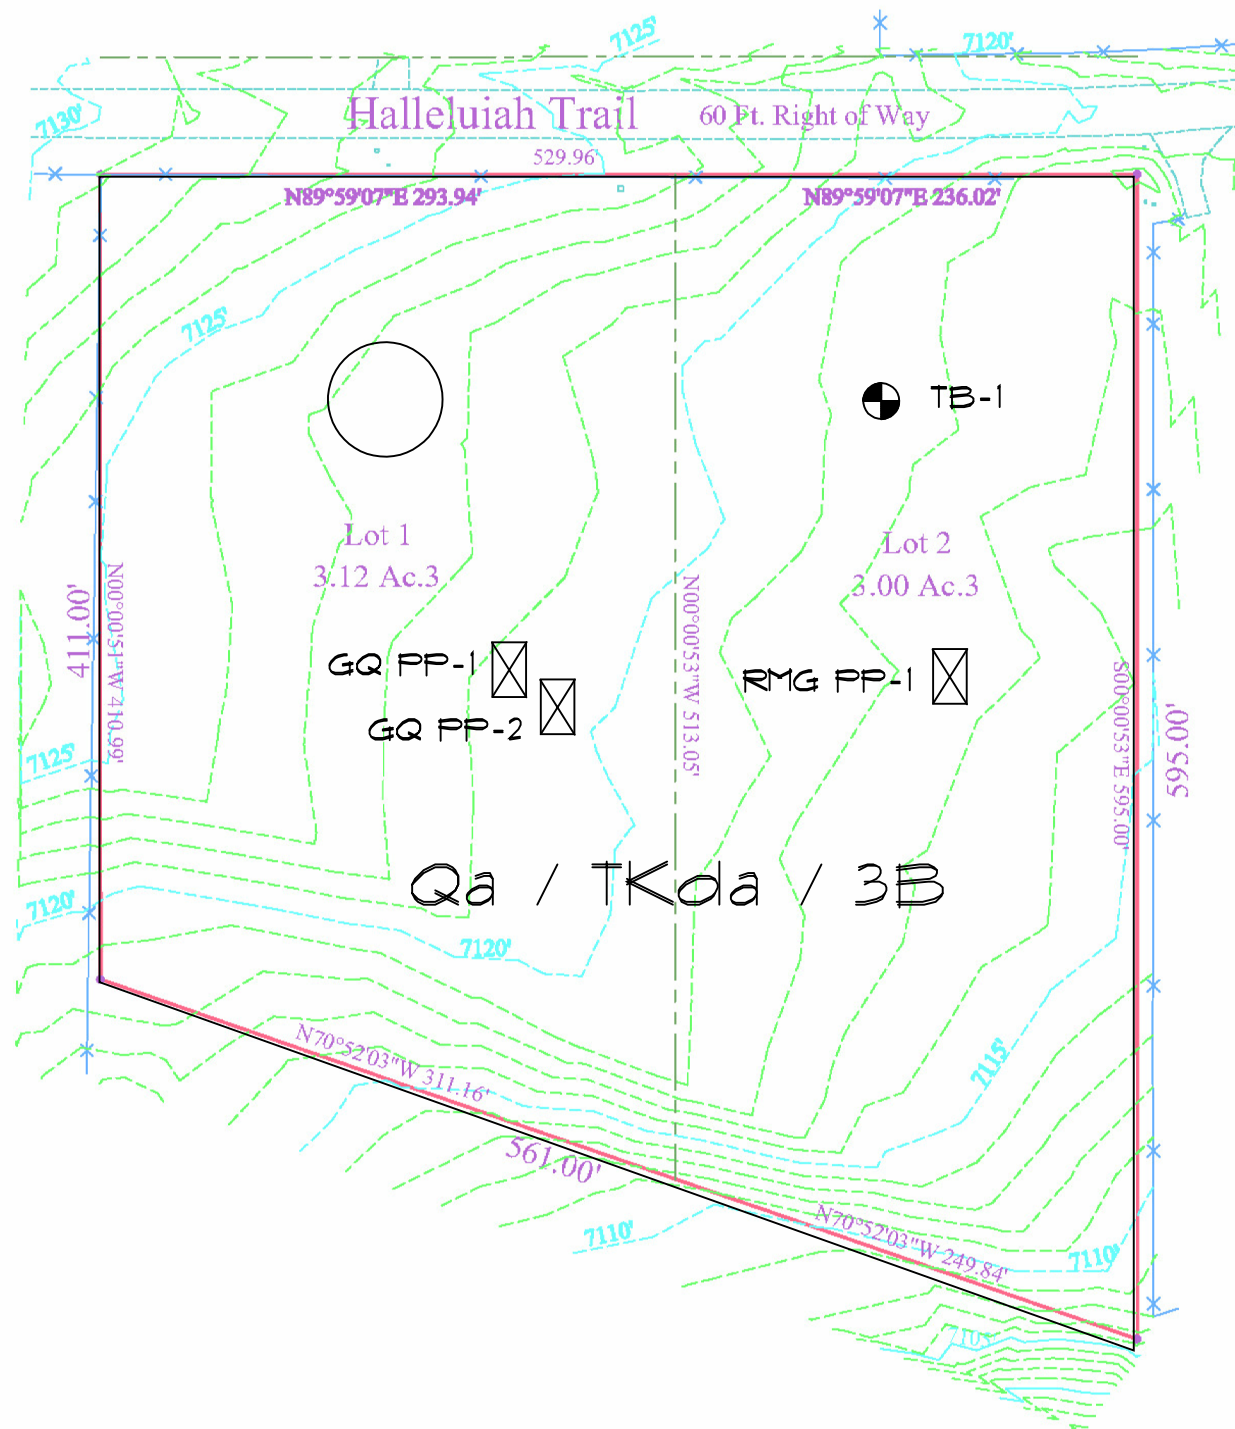 7125'
7120'
7130'
Halleluiah Trail
60 Ft. Right of Way
529.96'
N89°59'07"E 293.94'
N89°59'07"E 236.02'
7125'
TB-1
Lot 1
3.12 Ac.3
Lot 2
3.00 Ac.3
411.00'
N00°00'51"W 410.99'
N00°00'53"W 513.05'
S00°00'53"E 595.00'
595.00'
GQ PP-1
GQ PP-2
RMG PP-1
7125'
Qa / TKda / 3B
7120'
7120'
7115'
N70°52'03"W 311.16'
561.00'
N70°52'03"W 249.84'
7110'
7110'
7105'